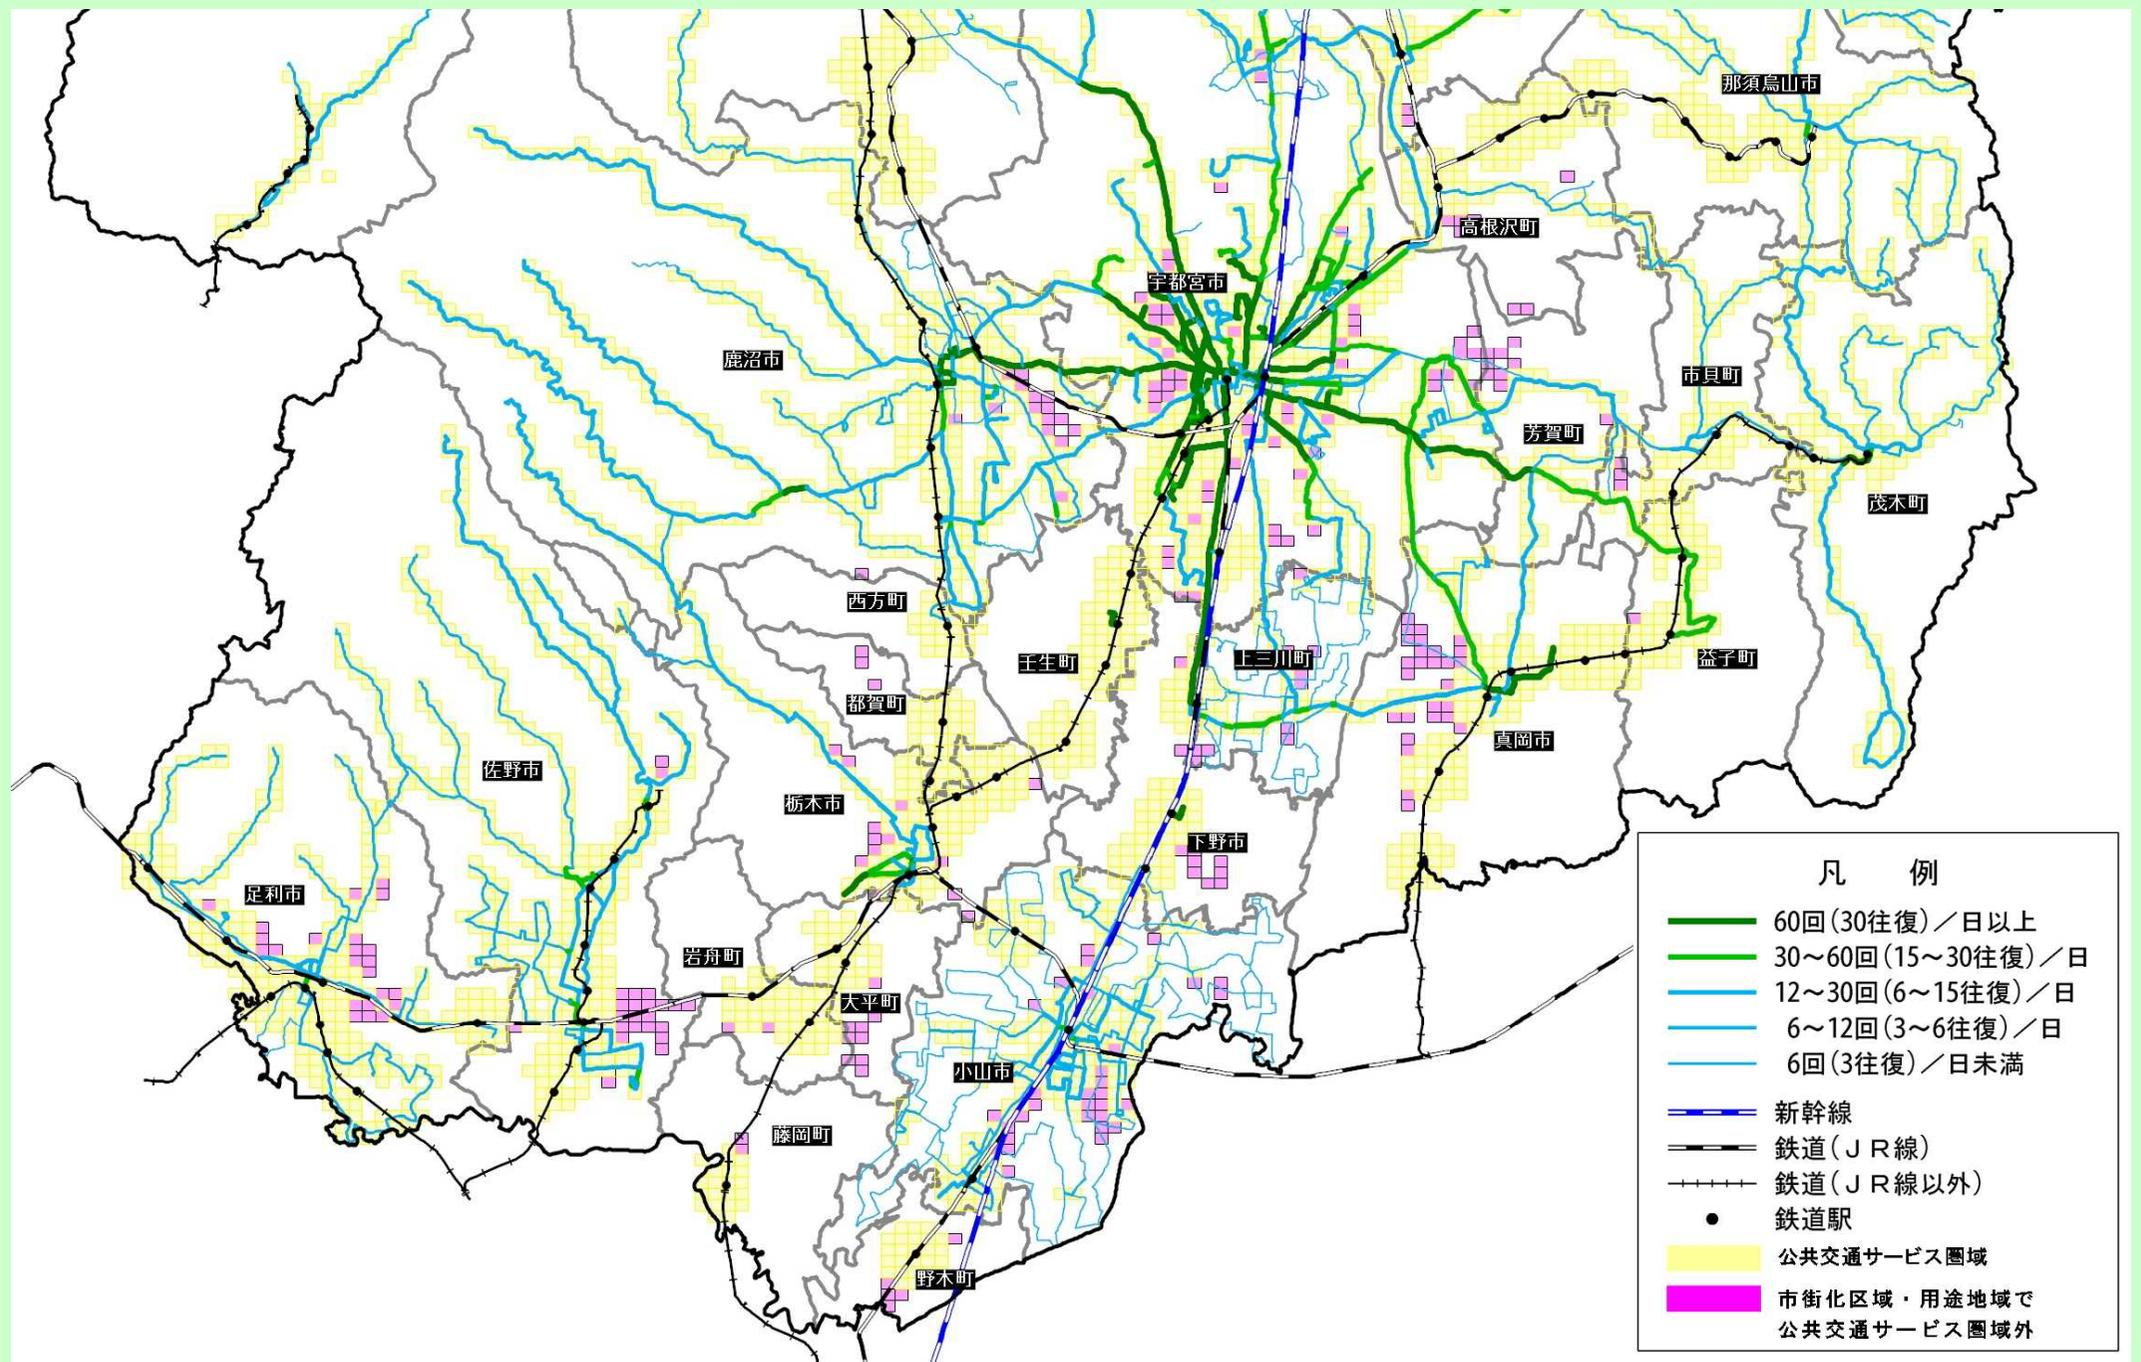 那須烏山市
高根沢町
宇都宮市
鹿沼市
市貝町
芳賀町
茂木町
西方町
壬生町
上三川町
益子町
都賀町
真岡市
佐野市
栃木市
下野市
足利市
岩舟町
大平町
小山市
藤岡町
野木町
凡 例
60回(30往復)/日以上
30~60回(15~30往復)/日
12~30回(6~15往復)/日
6~12回(3~6往復)/日
6回(3往復)/日未満
新幹線
鉄道(JR線)
鉄道(JR線以外)
鉄道駅
公共交通サービス圏域
市街化区域・用途地域で
公共交通サービス圏域外